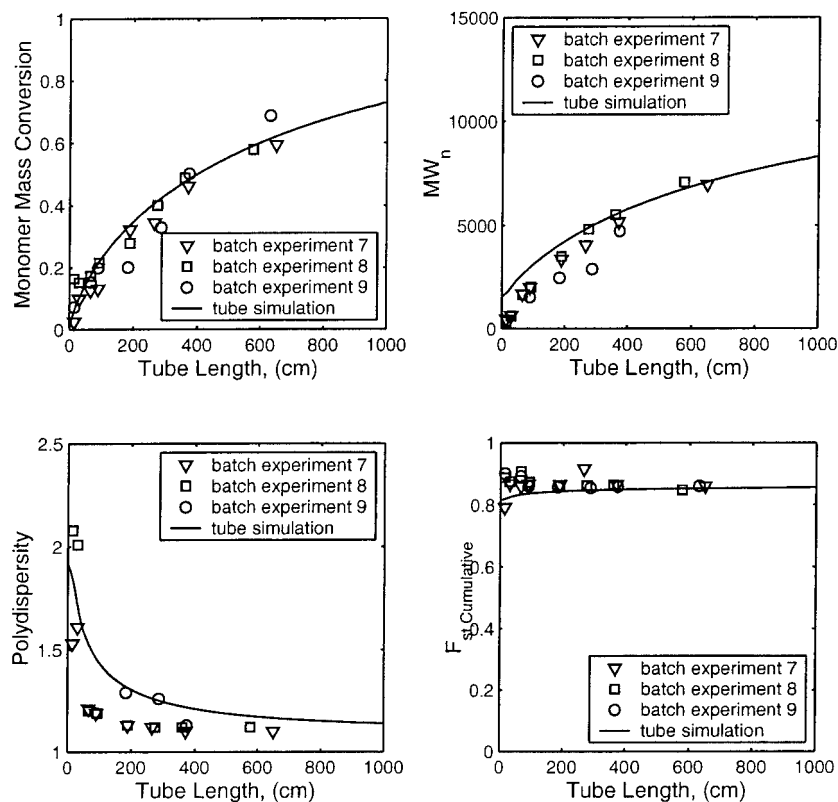 1
0.8
0.6
0.4
0.2
0
Monomer Mass Conversion
batch experiment 7
batch experiment 8
batch experiment 9
tube simulation
0 200 400 600 800 1000
Tube Length, (cm)
15000
10000
5000
0
MWn
batch experiment 7
batch experiment 8
batch experiment 9
tube simulation
0 200 400 600 800 1000
Tube Length, (cm)
2.5
2
1.5
1
Polydispersity
batch experiment 7
batch experiment 8
batch experiment 9
tube simulation
0 200 400 600 800 1000
Tube Length, (cm)
1
0.8
0.6
0.4
0.2
0
Fst Cumulative
batch experiment 7
batch experiment 8
batch experiment 9
tube simulation
0 200 400 600 800 1000
Tube Length, (cm)